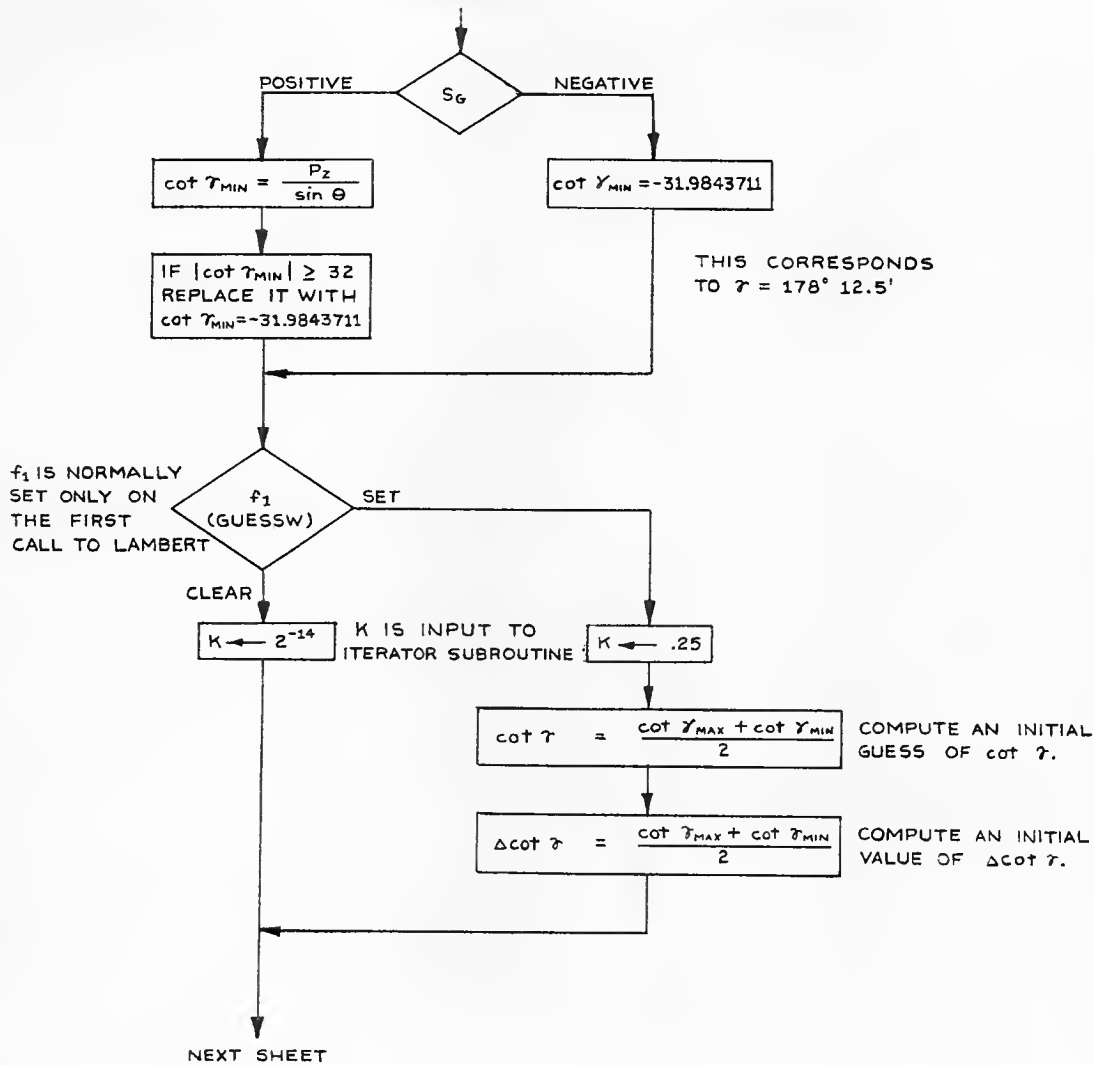 S_G
POSITIVE
NEGATIVE
cot γ_MIN = P_Z / sin θ
cot γ_MIN = -31.9843711
IF |cot γ_MIN| ≥ 32
REPLACE IT WITH
cot γ_MIN = -31.9843711
THIS CORRESPONDS
TO γ = 178° 12.5'
f₁ IS NORMALLY
SET ONLY ON
THE FIRST
CALL TO LAMBERT
f₁
(GUESSW)
SET
CLEAR
K ← 2^-14
K IS INPUT TO
ITERATOR SUBROUTINE
K ← .25
cot γ = (cot γ_MAX + cot γ_MIN) / 2
COMPUTE AN INITIAL
GUESS OF cot γ.
Δcot γ = (cot γ_MAX + cot γ_MIN) / 2
COMPUTE AN INITIAL
VALUE OF Δcot γ.
NEXT SHEET